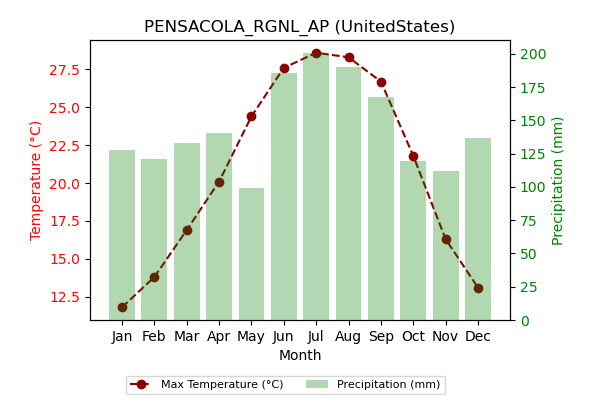 PENSACOLA_RGNL_AP (UnitedStates)
Temperature (°C)
27.5
25.0
22.5
20.0
17.5
15.0
12.5
200
175
150
125
100
75
50
25
0
Precipitation (mm)
Jan Feb Mar Apr May Jun Jul Aug Sep Oct Nov Dec
Month
Max Temperature (°C) Precipitation (mm)